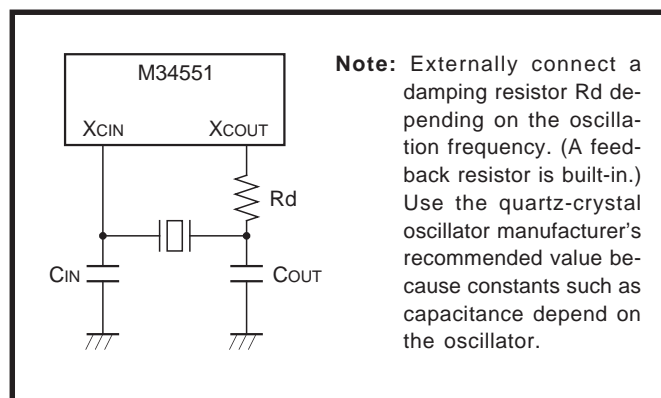 M34551
XCIN XCOUT
Rd
CIN COUT
Note: Externally connect a
damping resistor Rd de-
pending on the oscilla-
tion frequency. (A feed-
back resistor is built-in.)
Use the quartz-crystal
oscillator manufacturer's
recommended value be-
cause constants such as
capacitance depend on
the oscillator.